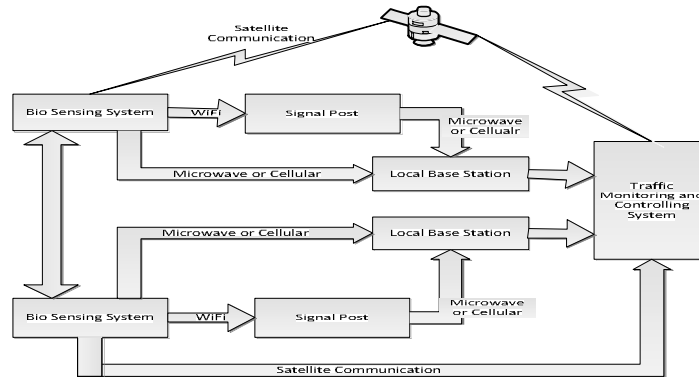 Satellite
Communication
Bio Sensing System
WiFi
Signal Post
Microwave
or Cellualr
Microwave or Cellular
Local Base Station
Traffic
Monitoring and
Controlling
System
Microwave or Cellular
Local Base Station
Bio Sensing System
WiFi
Signal Post
Microwave
or Cellular
Satellite Communication